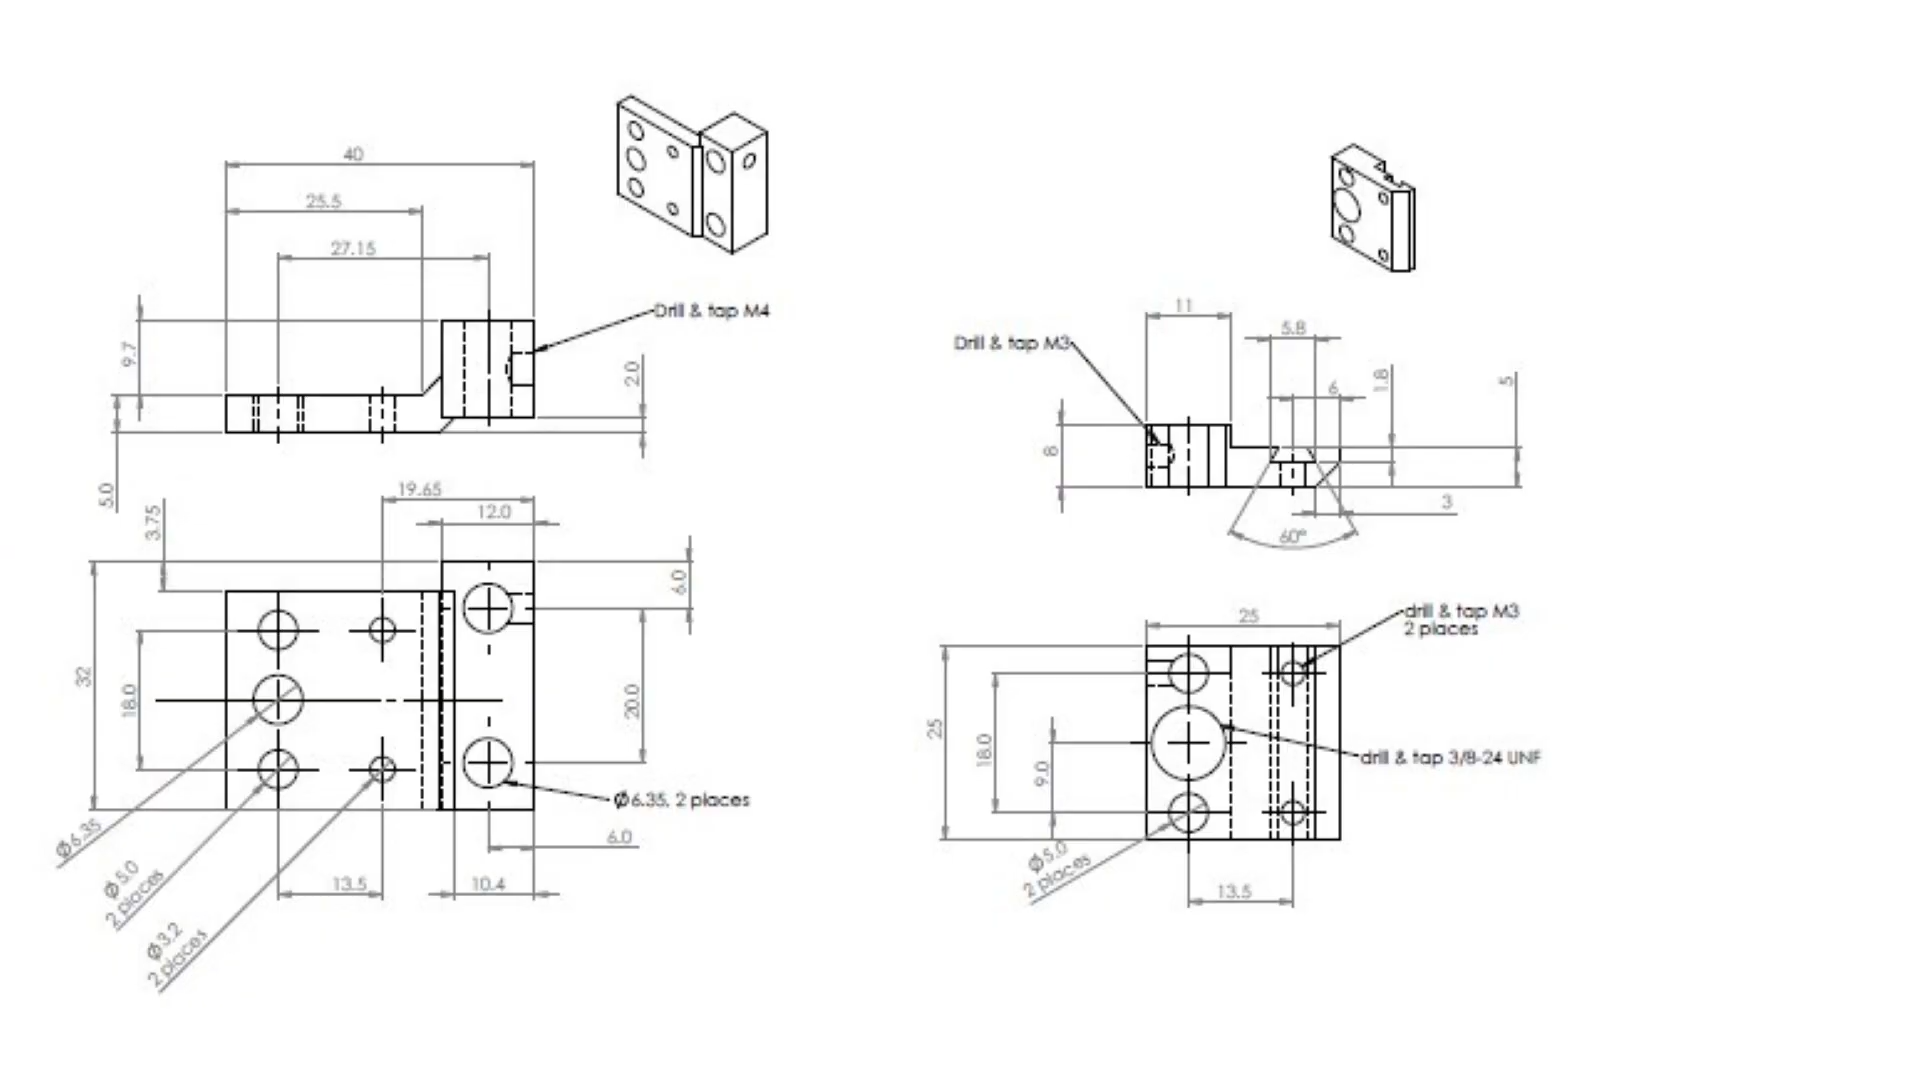 40
25.5
27.15
Drill & tap M4
9.7
2.0
5.0
3.75
19.65
12.0
6.0
32
18.0
20.0
Ø6.35
Ø6.35, 2 places
6.0
Ø5.0
2 places
13.5
10.4
Ø3.2
2 places
11
5.8
Drill & tap M3
6
1.8
5
8
3
60°
drill & tap M3
2 places
25
25
18.0
9.0
drill & tap 3/8-24 UNF
Ø5.0
2 places
13.5